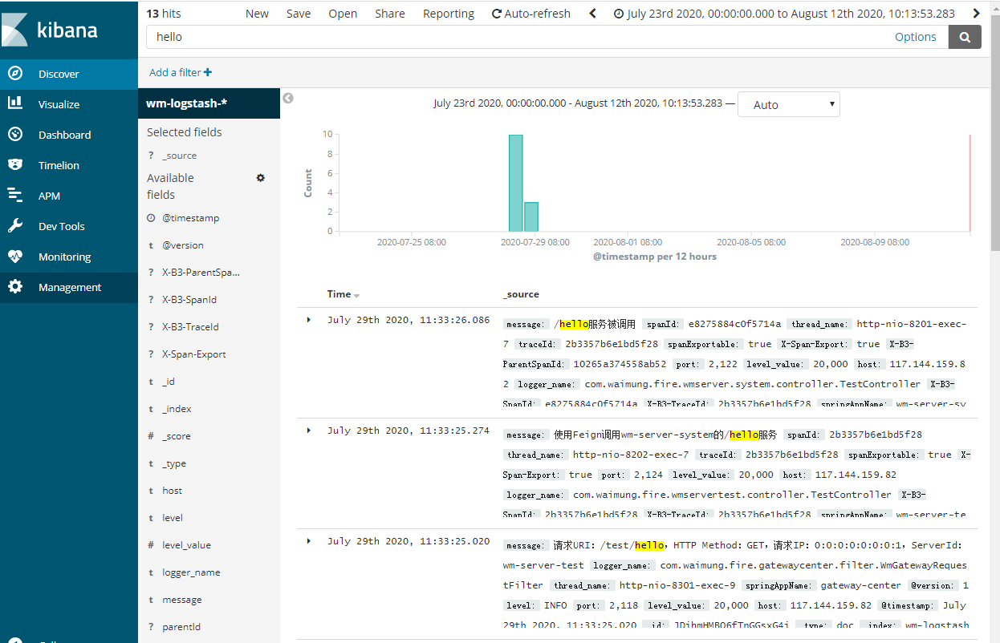 13 hits New Save Open Share Reporting Auto-refresh July 23rd 2020, 00:00:00.000 to August 12th 2020, 10:13:53.283
kibana
hello Options
Discover
Visualize
Dashboard
Timelion
APM
Dev Tools
Monitoring
Management
Add a filter
wm-logstash-*
Selected fields
? _source
Available
fields
@timestamp
t @version
? X-B3-ParentSpa...
? X-B3-SpanId
? X-B3-TraceId
? X-Span-Export
t _id
t _index
# _score
t _type
t host
t level
# level_value
t logger_name
t message
? parentId
July 23rd 2020, 00:00:00.000 - August 12th 2020, 10:13:53.283 — Auto
Count
10
8
6
4
2
0
2020-07-25 08:00 2020-07-29 08:00 2020-08-01 08:00 2020-08-05 08:00 2020-08-09 08:00
@timestamp per 12 hours
Time _source
July 29th 2020, 11:33:26.086 message: /hello服务被调用 spanId: e8275884c0f5714a thread_name: http-nio-8201-exec-
7 traceId: 2b3357b6e1bd5f28 spanExportable: true X-Span-Export: true X-B3-
ParentSpanId: 10265a374558ab52 port: 2,122 level_value: 20,000 host: 117.144.159.8
2 logger_name: com.waimung.fire.wmserver.system.controller.TestController X-B3-
SpanId: e8275884c0f5714a X-B3-TraceId: 2b3357b6e1bd5f28 springAppName: wm-server-sy
July 29th 2020, 11:33:25.274 message: 使用Feign调用wm-server-system的/hello服务 spanId: 2b3357b6e1bd5f28
thread_name: http-nio-8202-exec-7 traceId: 2b3357b6e1bd5f28 spanExportable: true X-
Span-Export: true port: 2,124 level_value: 20,000 host: 117.144.159.82
logger_name: com.waimung.fire.wmservertest.controller.TestController X-B3-
SpanId: 2b3357b6e1bd5f28 X-B3-TraceId: 2b3357b6e1bd5f28 springAppName: wm-server-te
July 29th 2020, 11:33:25.020 message: 请求URI：/test/hello，HTTP Method：GET，请求IP：0:0:0:0:0:0:0:1，ServerId：
wm-server-test logger_name: com.waimung.fire.gatewaycenter.filter.WmGatewayReques
tFilter thread_name: http-nio-8301-exec-9 springAppName: gateway-center @version: 1
level: INFO port: 2,118 level_value: 20,000 host: 117.144.159.82 @timestamp: July
29th 2020, 11:33:25.020 _id: _type: doc _index: wm-logstash